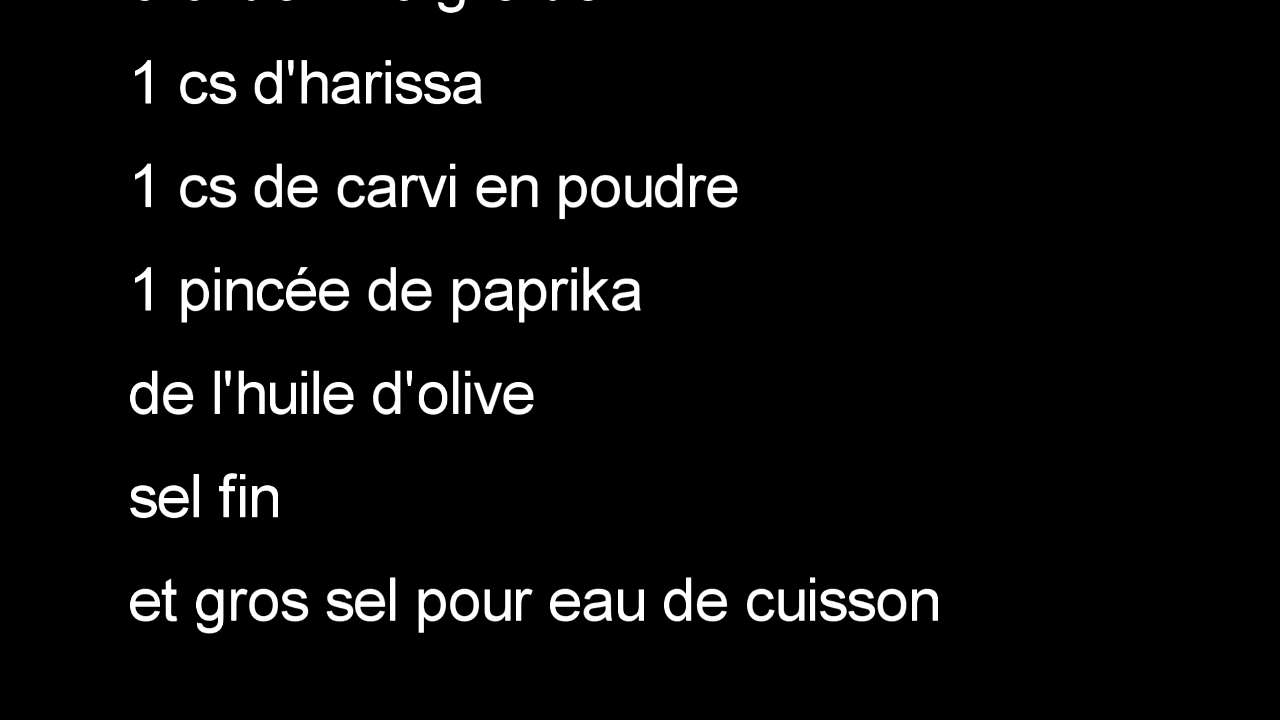 1 cs d'harissa
1 cs de carvi en poudre
1 pincée de paprika
de l'huile d'olive
sel fin
et gros sel pour eau de cuisson